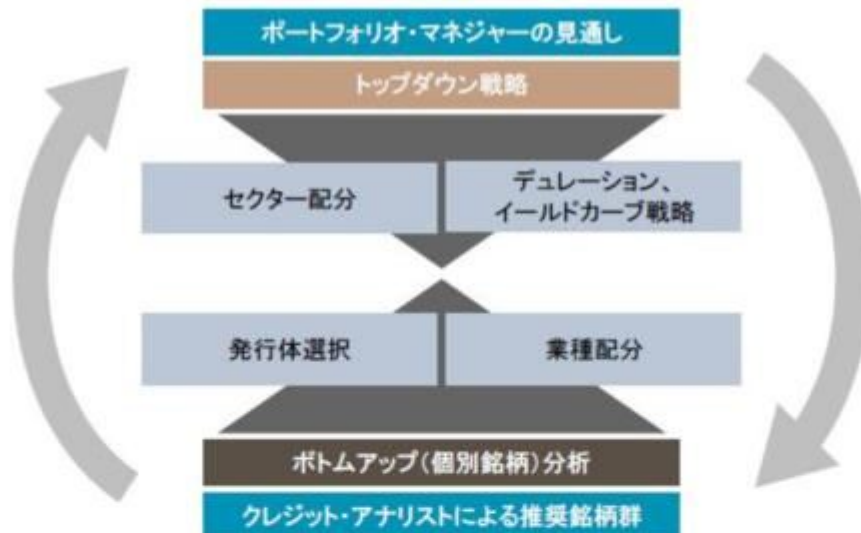 ポートフォリオ・マネジャーの見通し
トップダウン戦略
セクター配分
デュレーション、
イールドカーブ戦略
発行体選択
業種配分
ボトムアップ（個別銘柄）分析
クレジット・アナリストによる推奨銘柄群